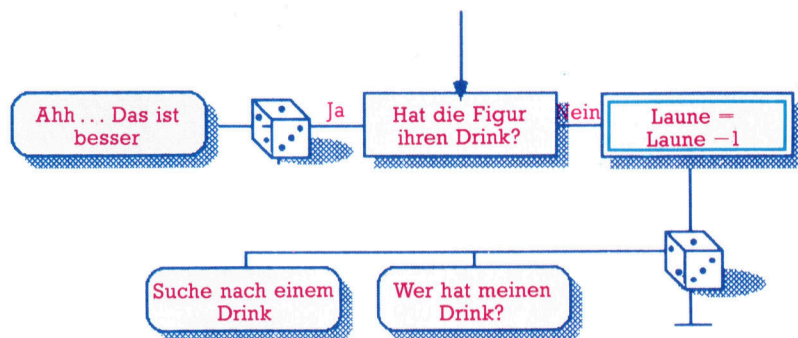 Ahh ... Das ist
besser
Ja
Hat die Figur
ihren Drink?
Nein
Laune =
Laune −1
Suche nach einem
Drink
Wer hat meinen
Drink?